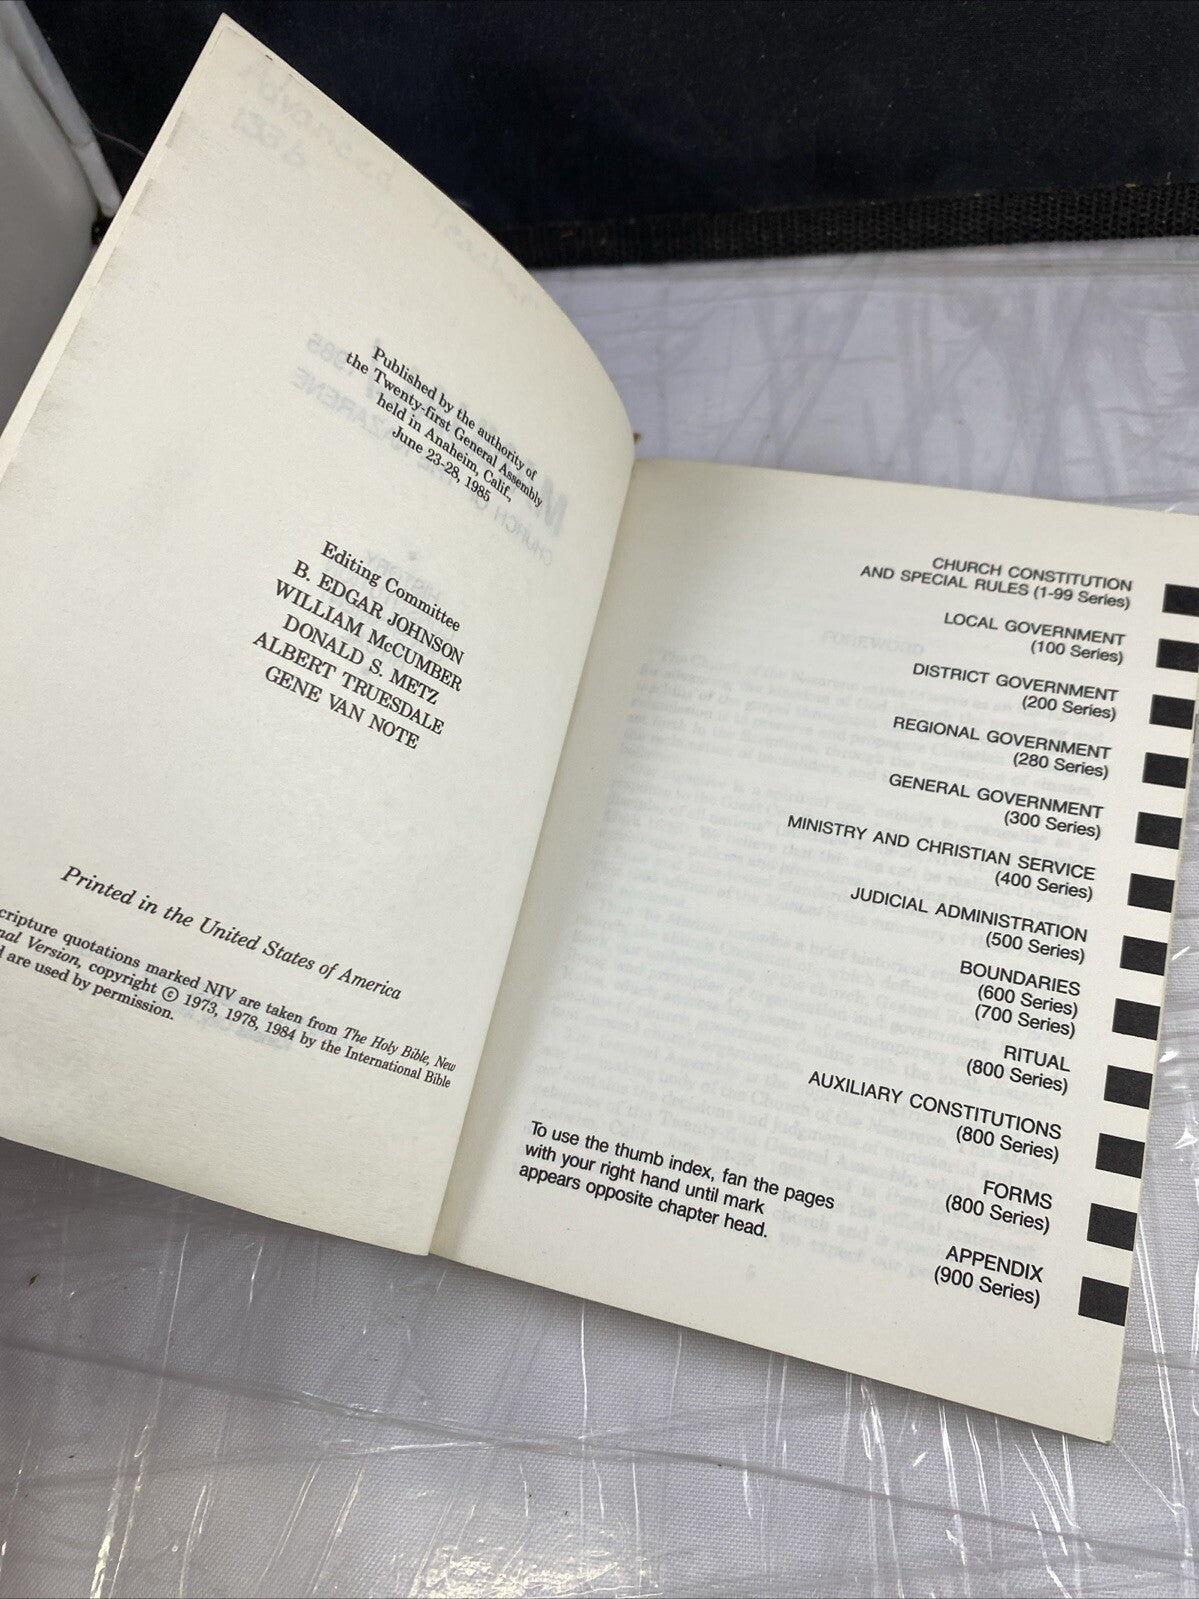 Published by the authority of
the Twenty-first General Assembly
held in Anaheim, Calif.,
June 23-28, 1985
Editing Committee
B. EDGAR JOHNSON
WILLIAM McCUMBER
DONALD S. METZ
ALBERT TRUESDALE
GENE VAN NOTE
Printed in the United States of America
quotations marked NIV are taken from The Holy Bible, New
Version, copyright © 1973, 1978, 1984 by the International Bible
are used by permission.
CHURCH CONSTITUTION
AND SPECIAL RULES (1-99 Series)
LOCAL GOVERNMENT
(100 Series)
DISTRICT GOVERNMENT
(200 Series)
REGIONAL GOVERNMENT
(280 Series)
GENERAL GOVERNMENT
(300 Series)
MINISTRY AND CHRISTIAN SERVICE
(400 Series)
JUDICIAL ADMINISTRATION
(500 Series)
BOUNDARIES
(600 Series)
(700 Series)
RITUAL
(800 Series)
AUXILIARY CONSTITUTIONS
(800 Series)
FORMS
(800 Series)
APPENDIX
(900 Series)
To use the thumb index, fan the pages
with your right hand until mark
appears opposite chapter head.